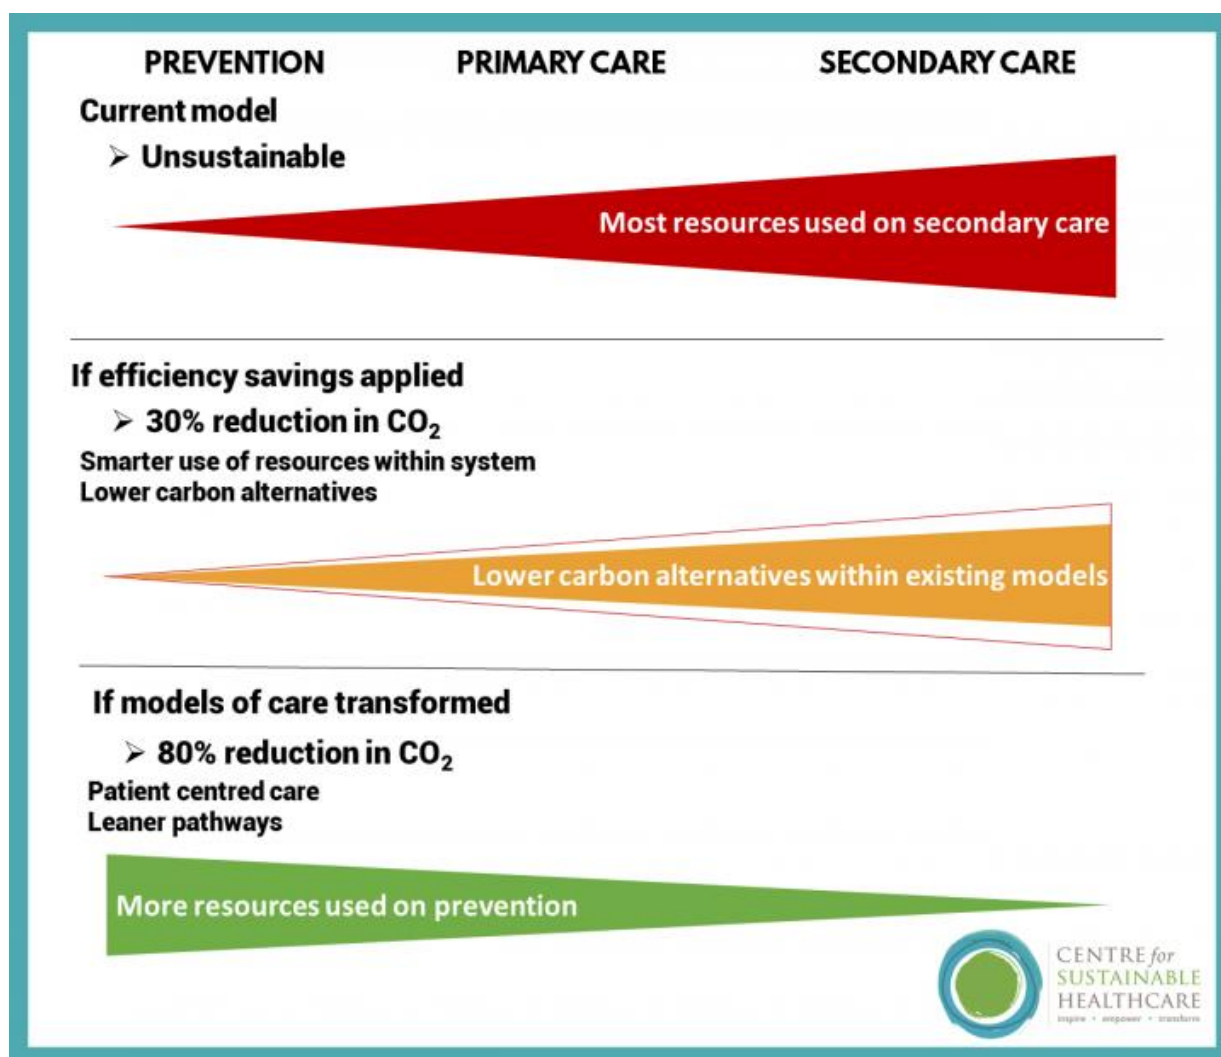 PREVENTION PRIMARY CARE SECONDARY CARE
Current model
➢ Unsustainable
Most resources used on secondary care
If efficiency savings applied
➢ 30% reduction in CO₂
Smarter use of resources within system
Lower carbon alternatives
Lower carbon alternatives within existing models
If models of care transformed
➢ 80% reduction in CO₂
Patient centred care
Leaner pathways
More resources used on prevention
CENTRE for
SUSTAINABLE
HEALTHCARE
inspire • empower • transform